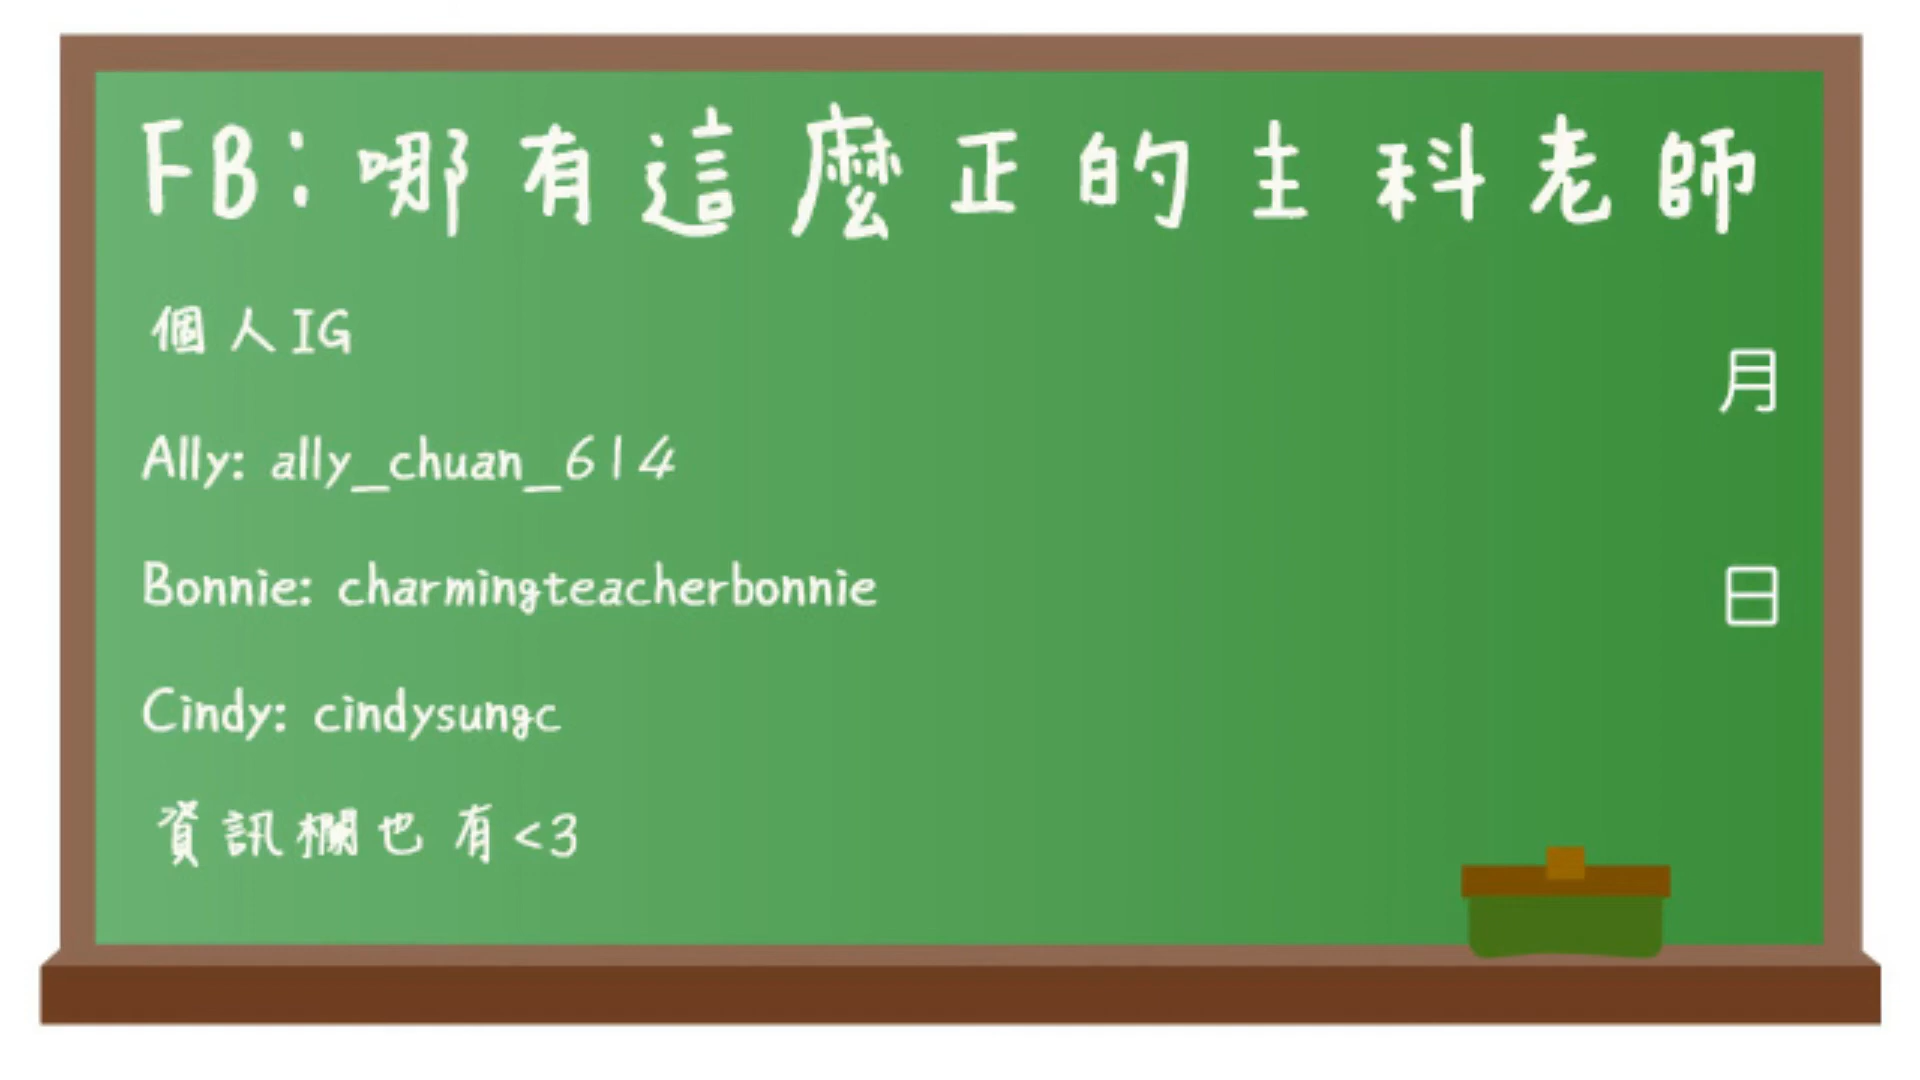 FB:哪有這麼正的主科老師
個人IG
月
Ally: ally_chuan_614
Bonnie: charmingteacherbonnie
日
Cindy: cindysungc
資訊欄也有<3